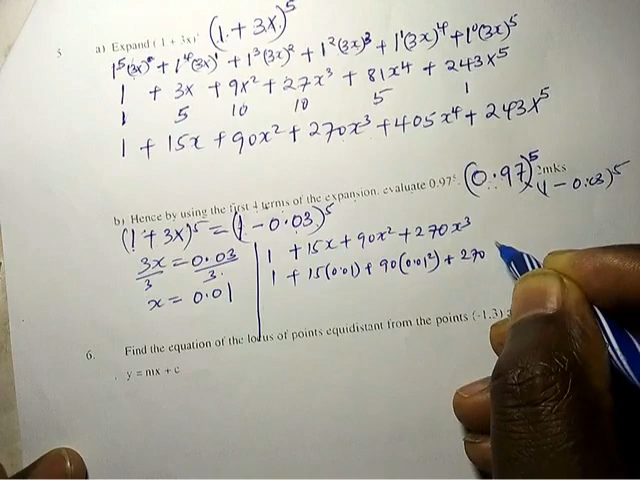 a) Expand (1 + 3x)⁵ (1 + 3x)⁵
1⁵(3x)⁰ + 1⁴(3x)¹ + 1³(3x)² + 1²(3x)³ + 1¹(3x)⁴ + 1⁰(3x)⁵
1 + 3x + 9x² + 27x³ + 81x⁴ + 243x⁵
1 5 10 10 5 1
1 + 15x + 90x² + 270x³ + 405x⁴ + 243x⁵
b) Hence by using the first 4 terms of the expansion, evaluate 0.97⁵. (0.97)⁵ 2mks
(1 + 3x)⁵ = (1 - 0.03)⁵ (1 - 0.03)⁵
3x = 0.03
3 3
x = 0.01
1 + 15x + 90x² + 270x³
1 + 15(0.01) + 90(0.01²) + 270
6. Find the equation of the locus of points equidistant from the points (-1,3)
y = mx + c